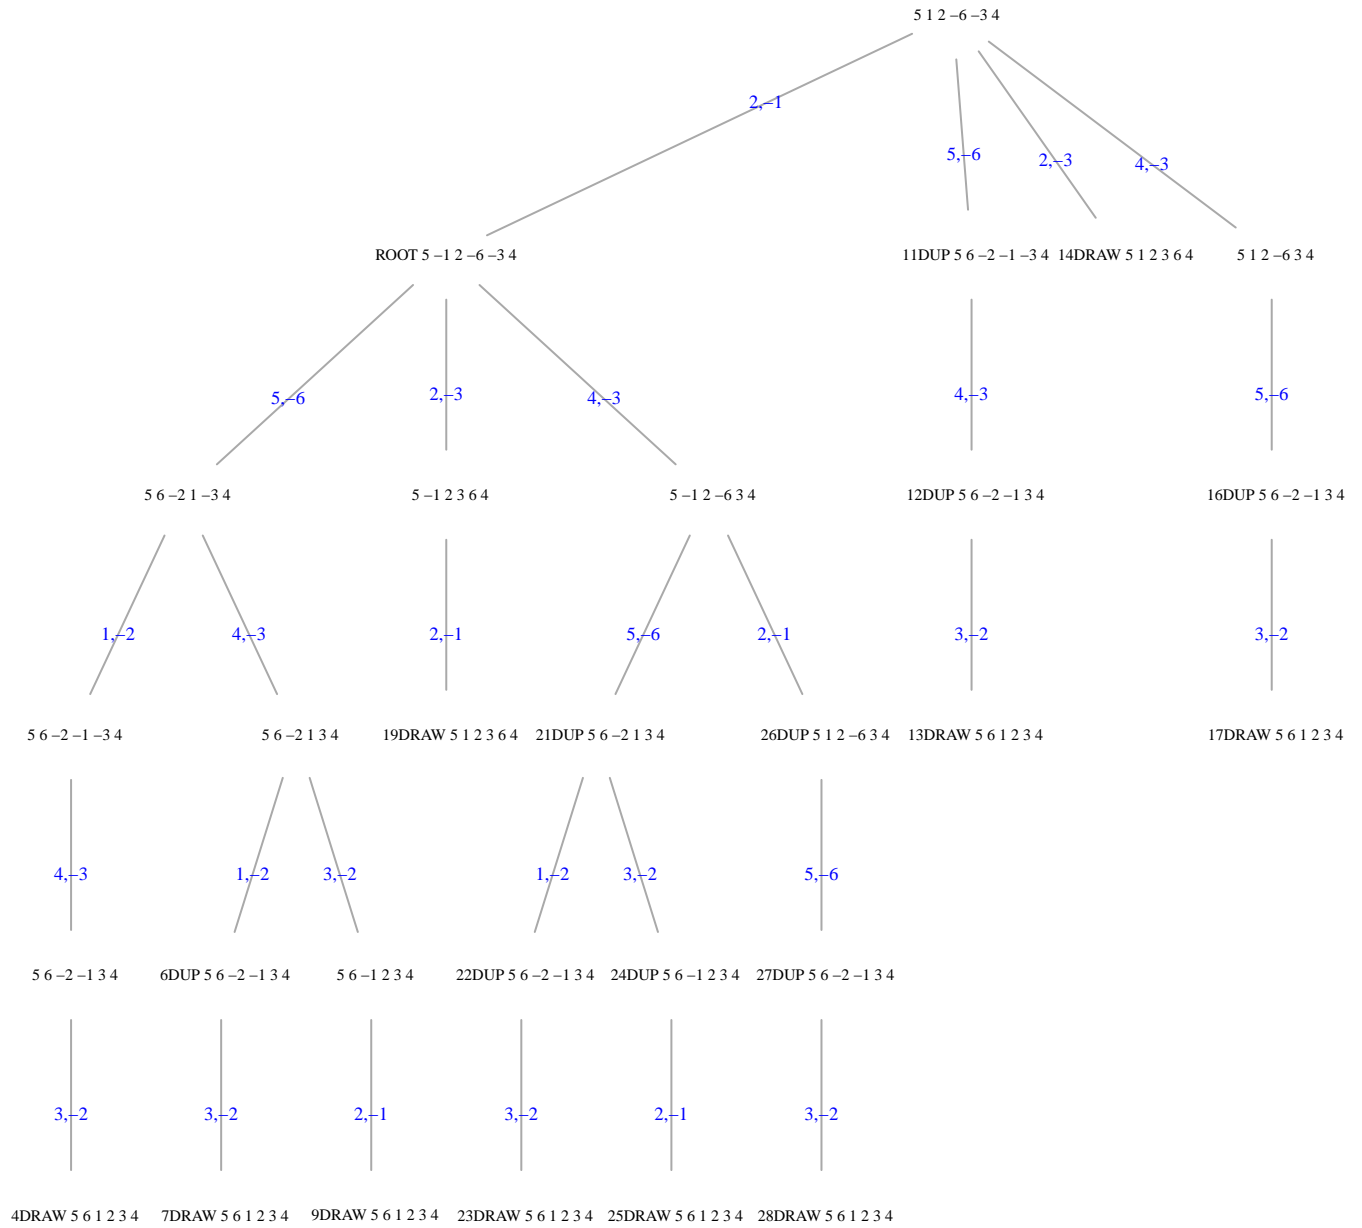 5 1 2 −6 −3 4
2,−1
5,−6
2,−3
4,−3
ROOT 5 −1 2 −6 −3 4
11DUP 5 6 −2 −1 −3 4
14DRAW 5 1 2 3 6 4
5 1 2 −6 3 4
5,−6
2,−3
4,−3
4,−3
5,−6
5 6 −2 1 −3 4
5 −1 2 3 6 4
5 −1 2 −6 3 4
12DUP 5 6 −2 −1 3 4
16DUP 5 6 −2 −1 3 4
1,−2
4,−3
2,−1
5,−6
2,−1
3,−2
3,−2
5 6 −2 −1 −3 4
5 6 −2 1 3 4
19DRAW 5 1 2 3 6 4
21DUP 5 6 −2 1 3 4
26DUP 5 1 2 −6 3 4
13DRAW 5 6 1 2 3 4
17DRAW 5 6 1 2 3 4
4,−3
1,−2
3,−2
1,−2
3,−2
5,−6
5 6 −2 −1 3 4
6DUP 5 6 −2 −1 3 4
5 6 −1 2 3 4
22DUP 5 6 −2 −1 3 4
24DUP 5 6 −1 2 3 4
27DUP 5 6 −2 −1 3 4
3,−2
3,−2
2,−1
3,−2
2,−1
3,−2
4DRAW 5 6 1 2 3 4
7DRAW 5 6 1 2 3 4
9DRAW 5 6 1 2 3 4
23DRAW 5 6 1 2 3 4
25DRAW 5 6 1 2 3 4
28DRAW 5 6 1 2 3 4